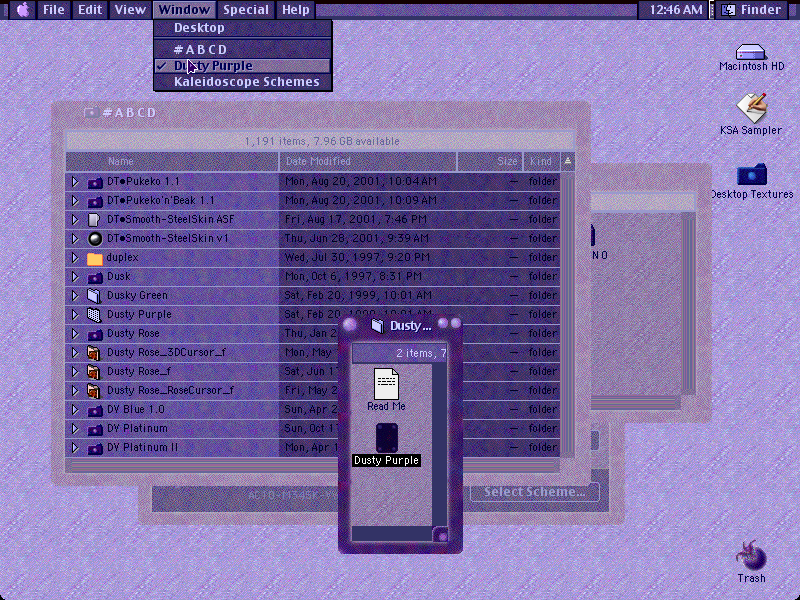 File Edit View Window Special Help 12:46 AM Finder
Desktop
#ABCD
✓ Dusty Purple
Kaleidoscope Schemes
Macintosh HD
KSA Sampler
Desktop Textures
Trash
#ABCD
1,191 items, 7.96 GB available
Name Date Modified Size Kind
DT•Pukeko 1.1 Mon, Aug 20, 2001, 10:04 AM — folder
DT•Pukeko'n'Beak 1.1 Mon, Aug 20, 2001, 10:09 AM — folder
DT•Smooth-SteelSkin ASF Fri, Aug 17, 2001, 7:46 PM — folder
DT•Smooth-SteelSkin v1 Thu, Jun 28, 2001, 9:39 AM — folder
duplex Wed, Jul 30, 1997, 9:20 PM — folder
Dusk Mon, Oct 6, 1997, 8:31 PM — folder
Dusky Green Sat, Feb 20, 1999, 10:01 AM — folder
Dusty Purple Sat, Feb 20, 1999, 10:01 AM — folder
Dusty Rose Thu, Jan 2 — folder
Dusty Rose_3DCursor_f Mon, May — folder
Dusty Rose_f Sat, Jun 1 — folder
Dusty Rose_RoseCursor_f Fri, May 2 — folder
DV Blue 1.0 Sun, Apr 2 — folder
DV Platinum Sun, Oct 1 — folder
DV Platinum II Mon, Apr 1 — folder
Dusty...
2 items, 7
Read Me
Dusty Purple
N O
Select Scheme...